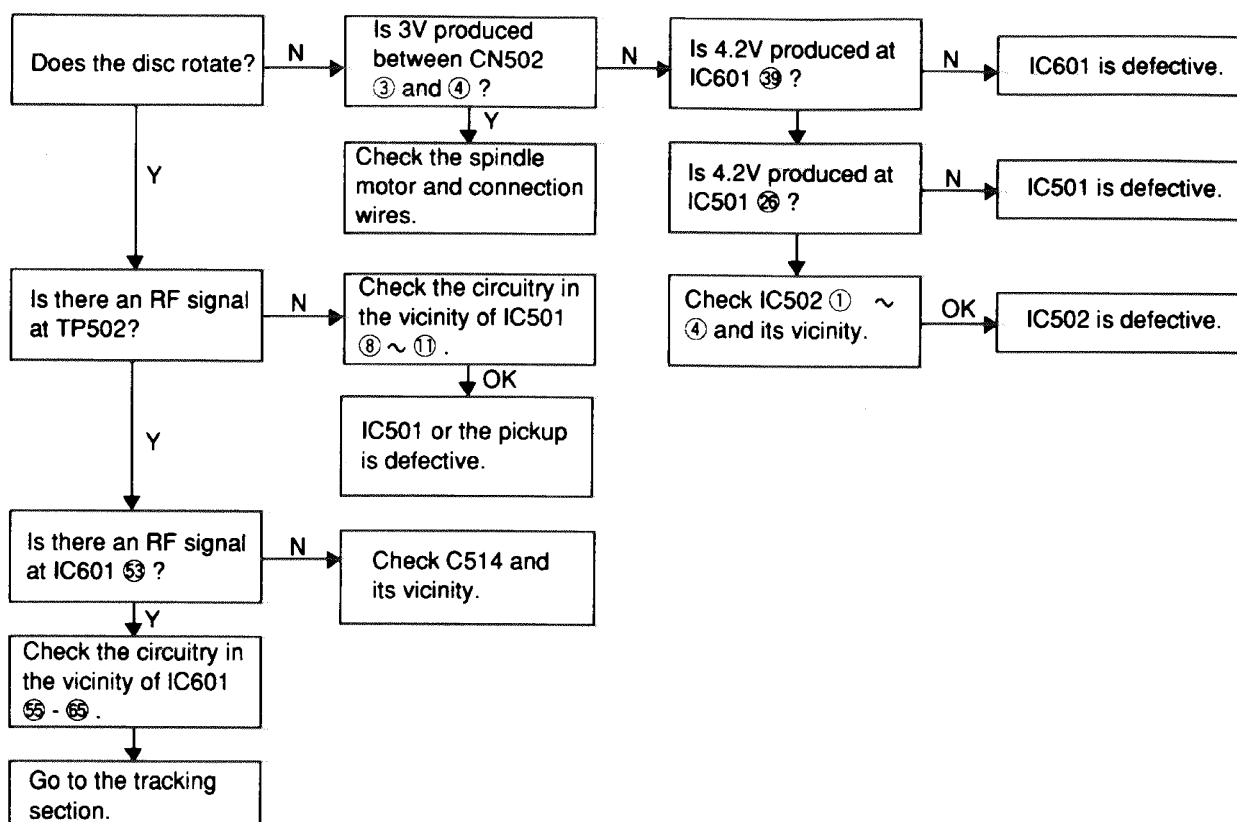 Does the disc rotate?
N
Is 3V produced
between CN502
③ and ④ ?
N
Is 4.2V produced at
IC601 ㊴ ?
N
IC601 is defective.
Y
Check the spindle
motor and connection
wires.
Is 4.2V produced at
IC501 ㉖ ?
N
IC501 is defective.
Y
Is there an RF signal
at TP502?
N
Check the circuitry in
the vicinity of IC501
⑧ ~ ⑪ .
Check IC502 ① ~
④ and its vicinity.
OK
IC502 is defective.
OK
IC501 or the pickup
is defective.
Y
Is there an RF signal
at IC601 53 ?
N
Check C514 and
its vicinity.
Y
Check the circuitry in
the vicinity of IC601
55 - 65 .
Go to the tracking
section.